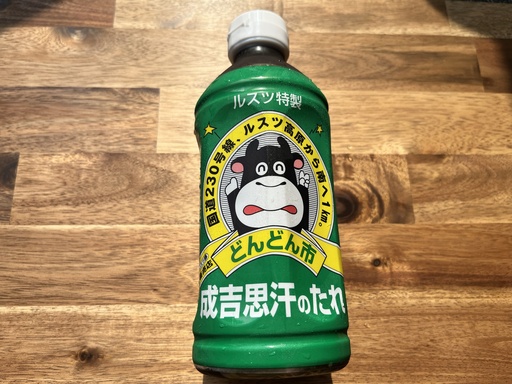 ルスツ特製
国道230号線、ルスツ高原から南へ1km。
どんどん市
成吉思汗のたれ